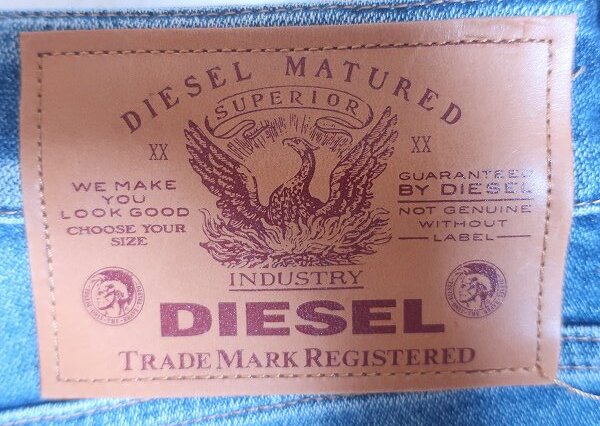 DIESEL MATURED
SUPERIOR
XX
XX
WE MAKE
YOU
LOOK GOOD
CHOOSE YOUR
SIZE
GUARANTEED
BY DIESEL
NOT GENUINE
WITHOUT
LABEL
INDUSTRY
DIESEL
TRADE MARK REGISTERED